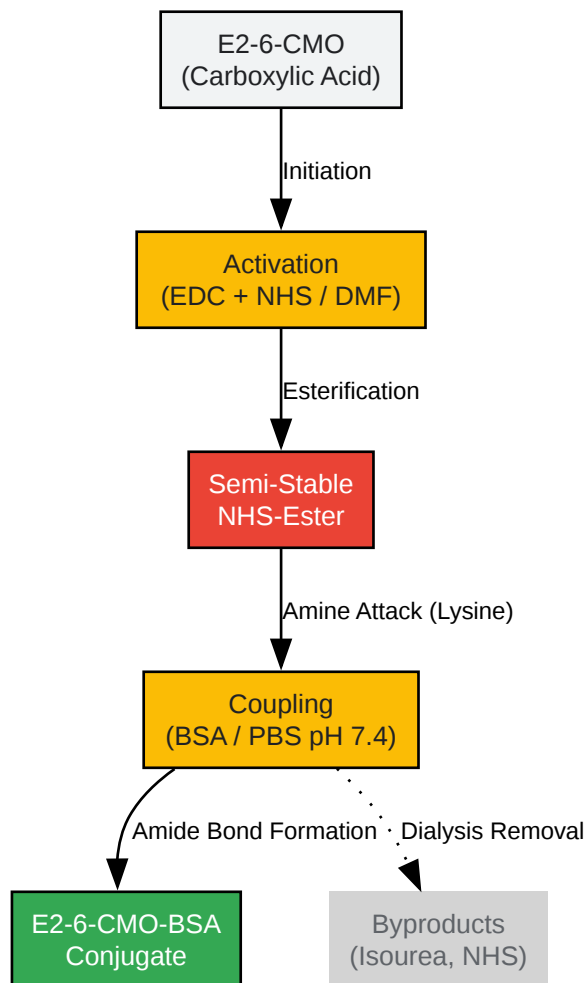 E2-6-CMO
(Carboxylic Acid)
Initiation
Activation
(EDC + NHS / DMF)
Esterification
Semi-Stable
NHS-Ester
Amine Attack (Lysine)
Coupling
(BSA / PBS pH 7.4)
Amide Bond Formation
Dialysis Removal
E2-6-CMO-BSA
Conjugate
Byproducts
(Isourea, NHS)